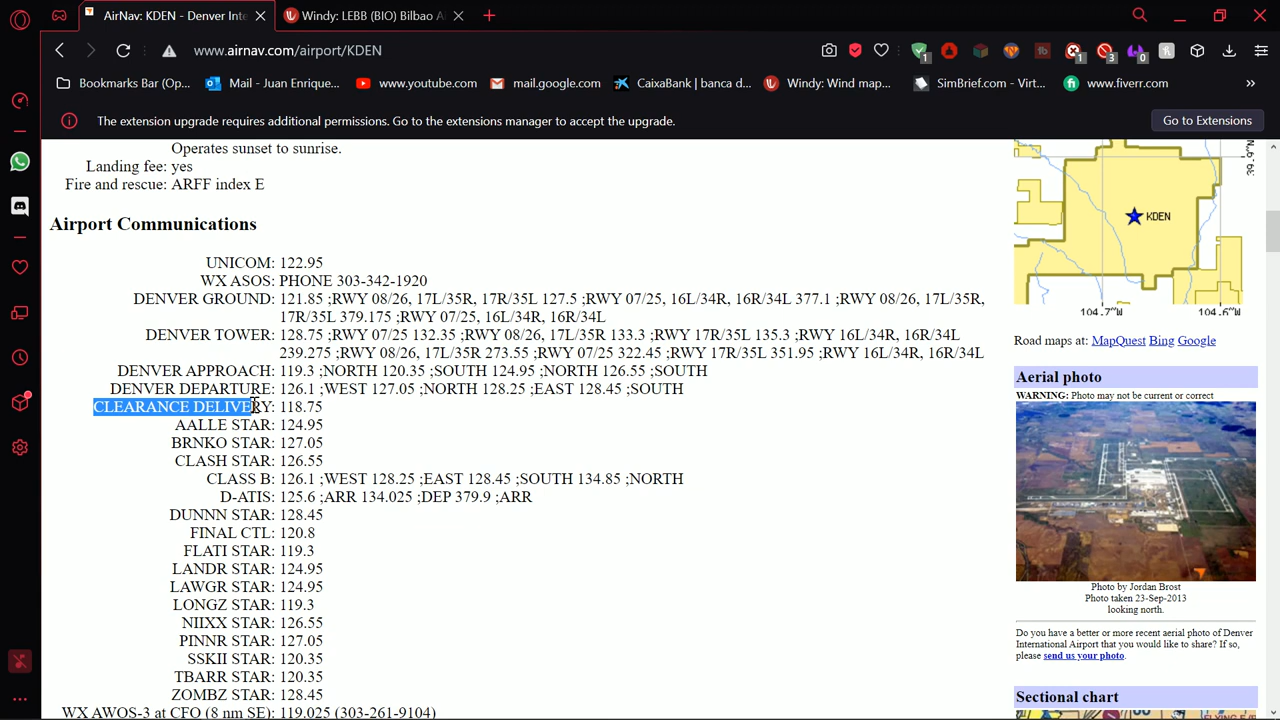 AirNav: KDEN - Denver Inte
Windy: LEBB (BIO) Bilbao A
www.airnav.com/airport/KDEN
1
1
3
0
Bookmarks Bar (Op...
Mail - Juan Enrique...
www.youtube.com
mail.google.com
CaixaBank | banca d...
Windy: Wind map...
SimBrief.com - Virt...
www.fiverr.com
The extension upgrade requires additional permissions. Go to the extensions manager to accept the upgrade.
Go to Extensions
Operates sunset to sunrise.
Landing fee: yes
Fire and rescue: ARFF index E
Airport Communications
UNICOM: 122.95
WX ASOS: PHONE 303-342-1920
DENVER GROUND: 121.85 ;RWY 08/26, 17L/35R, 17R/35L 127.5 ;RWY 07/25, 16L/34R, 16R/34L 377.1 ;RWY 08/26, 17L/35R,
17R/35L 379.175 ;RWY 07/25, 16L/34R, 16R/34L
DENVER TOWER: 128.75 ;RWY 07/25 132.35 ;RWY 08/26, 17L/35R 133.3 ;RWY 17R/35L 135.3 ;RWY 16L/34R, 16R/34L
239.275 ;RWY 08/26, 17L/35R 273.55 ;RWY 07/25 322.45 ;RWY 17R/35L 351.95 ;RWY 16L/34R, 16R/34L
DENVER APPROACH: 119.3 ;NORTH 120.35 ;SOUTH 124.95 ;NORTH 126.55 ;SOUTH
DENVER DEPARTURE: 126.1 ;WEST 127.05 ;NORTH 128.25 ;EAST 128.45 ;SOUTH
CLEARANCE DELIVERY: 118.75
AALLE STAR: 124.95
BRNKO STAR: 127.05
CLASH STAR: 126.55
CLASS B: 126.1 ;WEST 128.25 ;EAST 128.45 ;SOUTH 134.85 ;NORTH
D-ATIS: 125.6 ;ARR 134.025 ;DEP 379.9 ;ARR
DUNNN STAR: 128.45
FINAL CTL: 120.8
FLATI STAR: 119.3
LANDR STAR: 124.95
LAWGR STAR: 124.95
LONGZ STAR: 119.3
NIIXX STAR: 126.55
PINNR STAR: 127.05
SSKII STAR: 120.35
TBARR STAR: 120.35
ZOMBZ STAR: 128.45
WX AWOS-3 at CFO (8 nm SE): 119.025 (303-261-9104)
39.9°N
KDEN
104.7°W
104.6°W
Road maps at: MapQuest Bing Google
Aerial photo
WARNING: Photo may not be current or correct
Photo by Jordan Brost
Photo taken 23-Sep-2013
looking north.
Do you have a better or more recent aerial photo of Denver
International Airport that you would like to share? If so,
please send us your photo.
Sectional chart